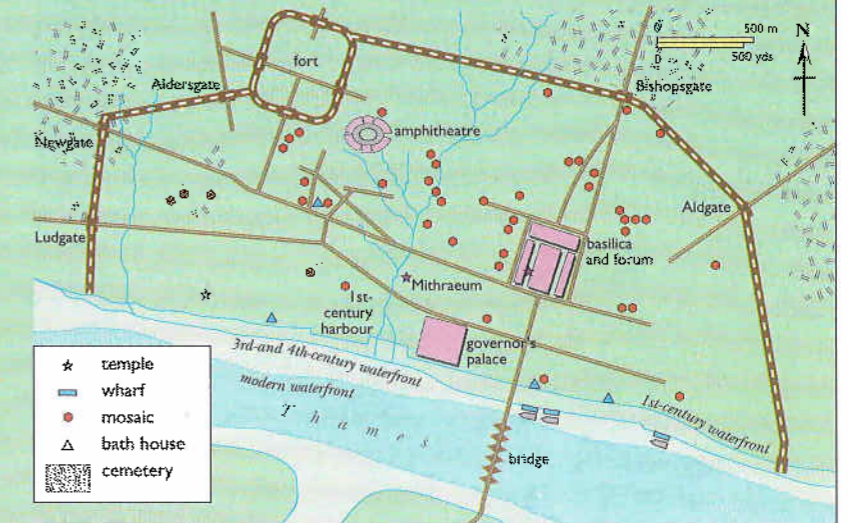 0 500 m
0 500 yds
N
fort
Aldersgate
Bishopsgate
Newgate
amphitheatre
Aldgate
Ludgate
basilica
and forum
Mithraeum
1st-
century
harbour
governor's
palace
3rd-and 4th-century waterfront
modern waterfront
1st-century waterfront
Thames
bridge
temple
wharf
mosaic
bath house
cemetery